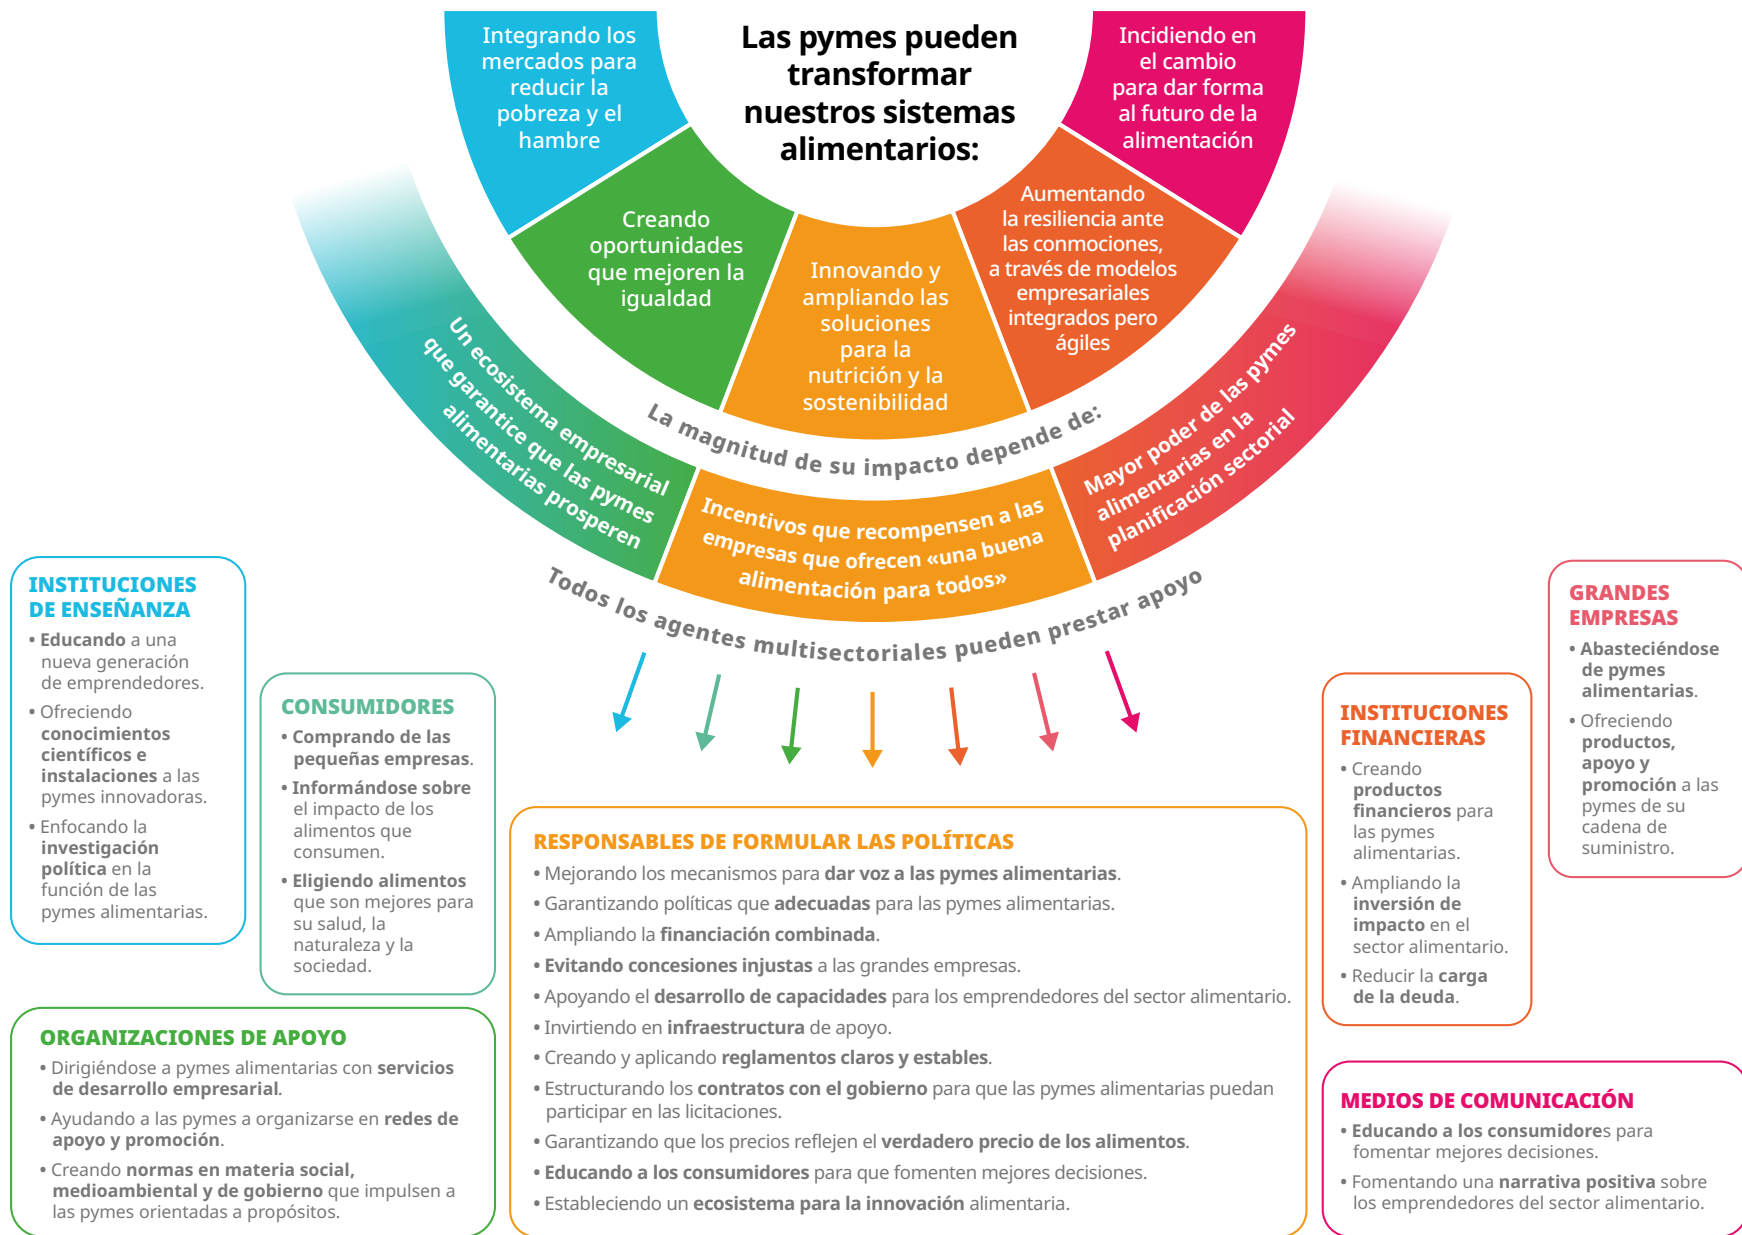 Las pymes pueden
transformar
nuestros sistemas
alimentarios:
Integrando los
mercados para
reducir la
pobreza y el
hambre
Creando
oportunidades
que mejoren la
igualdad
Innovando y
ampliando las
soluciones
para la
nutrición y la
sostenibilidad
Aumentando
la resiliencia ante
las conmociones,
a través de modelos
empresariales
integrados pero
ágiles
Incidiendo en
el cambio
para dar forma
al futuro de la
alimentación
La magnitud de su impacto depende de:
Un ecosistema empresarial
que garantice que las pymes
alimentarias prosperen
Incentivos que recompensen a las
empresas que ofrecen «una buena
alimentación para todos»
Mayor poder de las pymes
alimentarias en la
planificación sectorial
Todos los agentes multisectoriales pueden prestar apoyo
INSTITUCIONES
DE ENSEÑANZA
• Educando a una
nueva generación
de emprendedores.
• Ofreciendo
conocimientos
científicos e
instalaciones a las
pymes innovadoras.
• Enfocando la
investigación
política en la
función de las
pymes alimentarias.
CONSUMIDORES
• Comprando de las
pequeñas empresas.
• Informándose sobre
el impacto de los
alimentos que
consumen.
• Eligiendo alimentos
que son mejores para
su salud, la
naturaleza y la
sociedad.
ORGANIZACIONES DE APOYO
• Dirigiéndose a pymes alimentarias con servicios
de desarrollo empresarial.
• Ayudando a las pymes a organizarse en redes de
apoyo y promoción.
• Creando normas en materia social,
medioambiental y de gobierno que impulsen a
las pymes orientadas a propósitos.
RESPONSABLES DE FORMULAR LAS POLÍTICAS
• Mejorando los mecanismos para dar voz a las pymes alimentarias.
• Garantizando políticas que adecuadas para las pymes alimentarias.
• Ampliando la financiación combinada.
• Evitando concesiones injustas a las grandes empresas.
• Apoyando el desarrollo de capacidades para los emprendedores del sector alimentario.
• Invirtiendo en infraestructura de apoyo.
• Creando y aplicando reglamentos claros y estables.
• Estructurando los contratos con el gobierno para que las pymes alimentarias puedan
participar en las licitaciones.
• Garantizando que los precios reflejen el verdadero precio de los alimentos.
• Educando a los consumidores para que fomenten mejores decisiones.
• Estableciendo un ecosistema para la innovación alimentaria.
INSTITUCIONES
FINANCIERAS
• Creando
productos
financieros para
las pymes
alimentarias.
• Ampliando la
inversión de
impacto en el
sector alimentario.
• Reducir la carga
de la deuda.
GRANDES
EMPRESAS
• Abasteciéndose
de pymes
alimentarias.
• Ofreciendo
productos,
apoyo y
promoción a las
pymes de su
cadena de
suministro.
MEDIOS DE COMUNICACIÓN
• Educando a los consumidores para
fomentar mejores decisiones.
• Fomentando una narrativa positiva sobre
los emprendedores del sector alimentario.